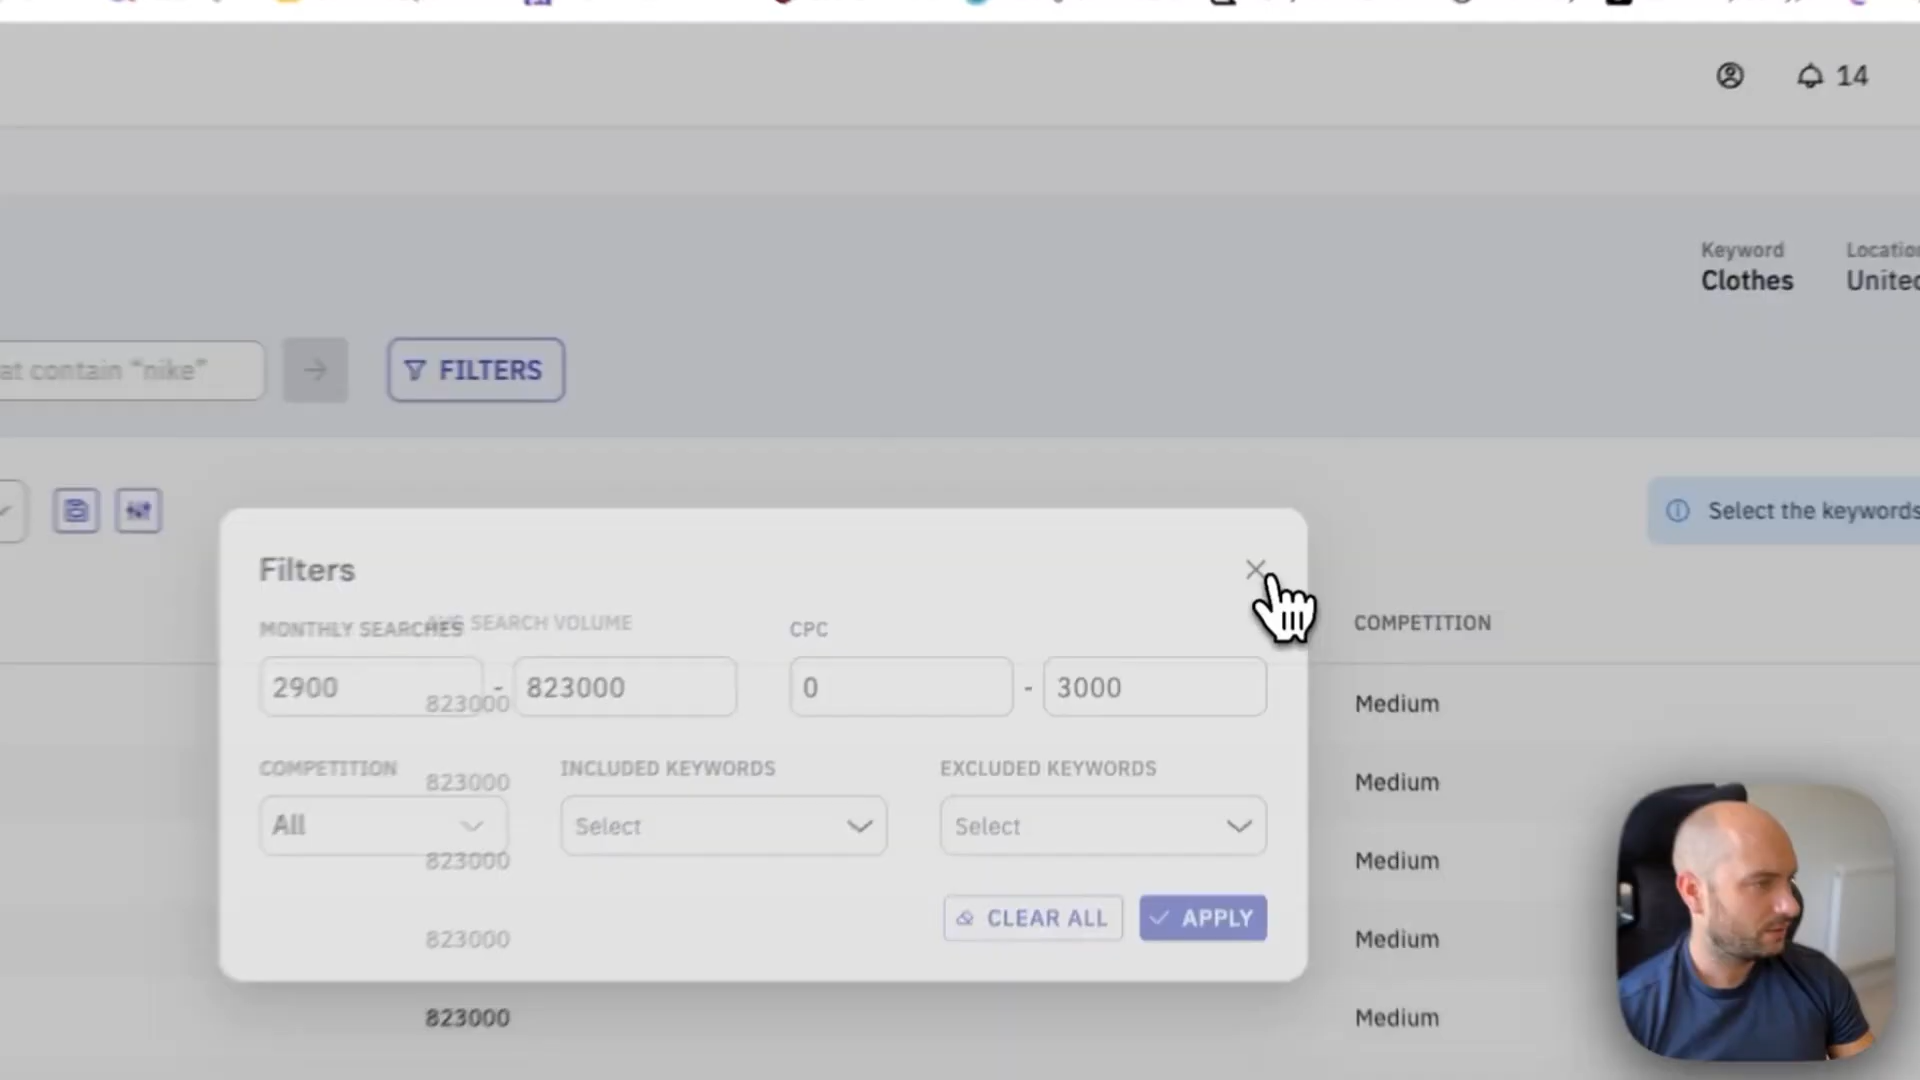 14
Keyword
Location
Clothes
United
at contain "nike"
FILTERS
Select the keywords
Filters
MONTHLY SEARCHES
AVG SEARCH VOLUME
CPC
COMPETITION
2900 - 823000
0 - 3000
823000
Medium
COMPETITION
INCLUDED KEYWORDS
EXCLUDED KEYWORDS
823000
Medium
All
Select
Select
823000
Medium
CLEAR ALL
APPLY
823000
Medium
823000
Medium